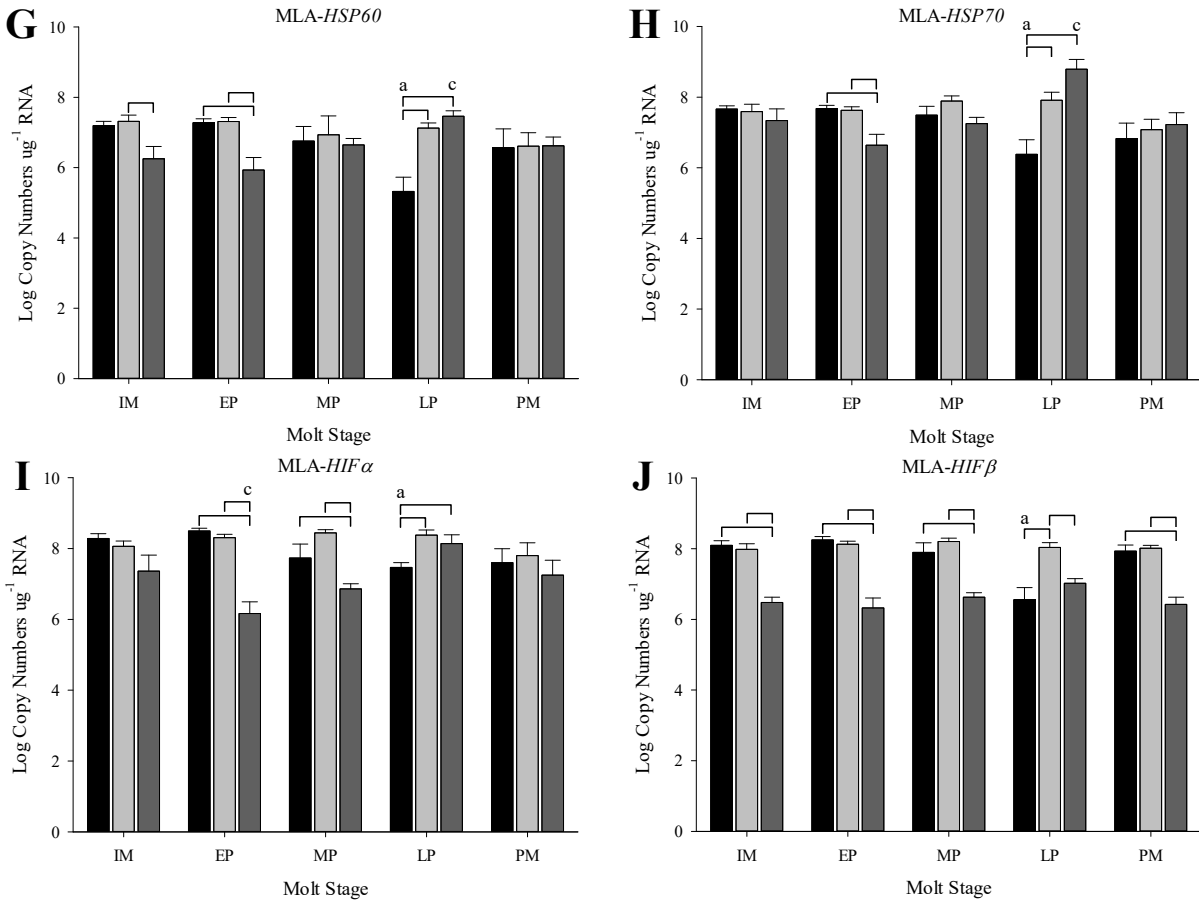 G
MLA-HSP60
a c
Log Copy Numbers ug-1 RNA
10
8
6
4
2
0
IM EP MP LP PM
Molt Stage
H
MLA-HSP70
a c
Log Copy Numbers ug-1 RNA
10
8
6
4
2
0
IM EP MP LP PM
Molt Stage
I
MLA-HIFα
c a
Log Copy Numbers ug-1 RNA
10
8
6
4
2
0
IM EP MP LP PM
Molt Stage
J
MLA-HIFβ
a
Log Copy Numbers ug-1 RNA
10
8
6
4
2
0
IM EP MP LP PM
Molt Stage